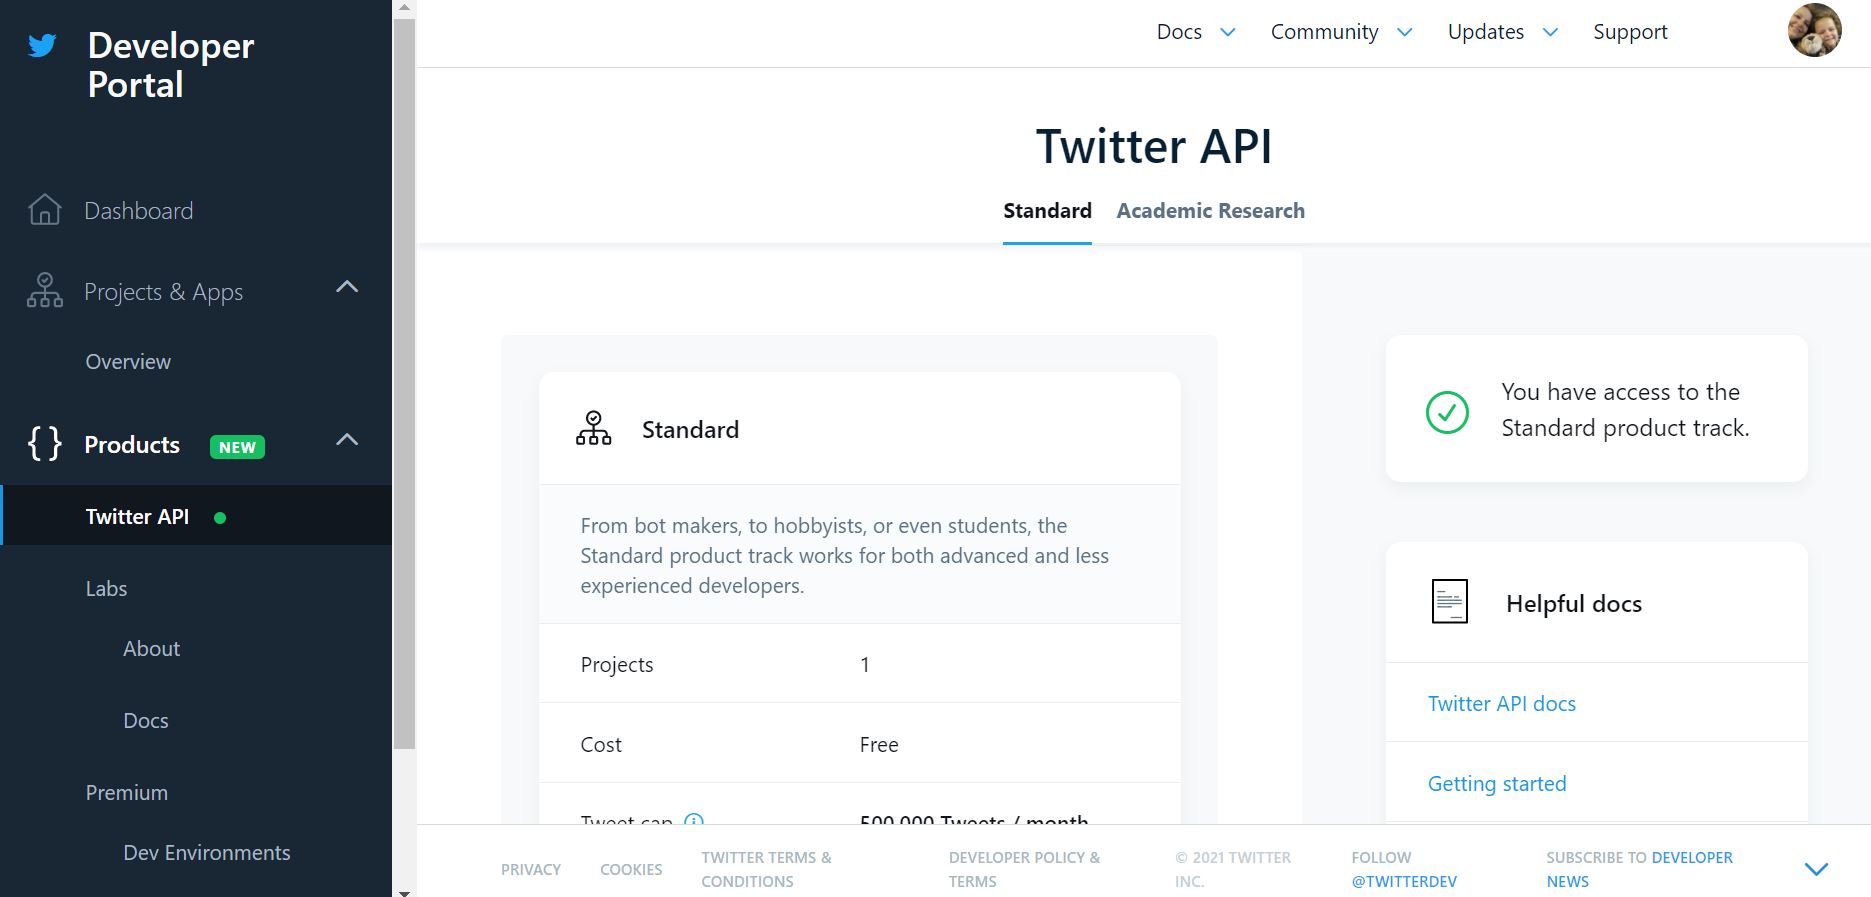 Developer
Portal
Dashboard
Projects & Apps
Overview
{ } Products NEW
Twitter API
Labs
About
Docs
Premium
Dev Environments
Docs
Community
Updates
Support
Twitter API
Standard
Academic Research
Standard
From bot makers, to hobbyists, or even students, the
Standard product track works for both advanced and less
experienced developers.
Projects 1
Cost Free
Tweet cap 500,000 Tweets / month
You have access to the
Standard product track.
Helpful docs
Twitter API docs
Getting started
PRIVACY
COOKIES
TWITTER TERMS &
CONDITIONS
DEVELOPER POLICY &
TERMS
© 2021 TWITTER
INC.
FOLLOW
@TWITTERDEV
SUBSCRIBE TO DEVELOPER
NEWS